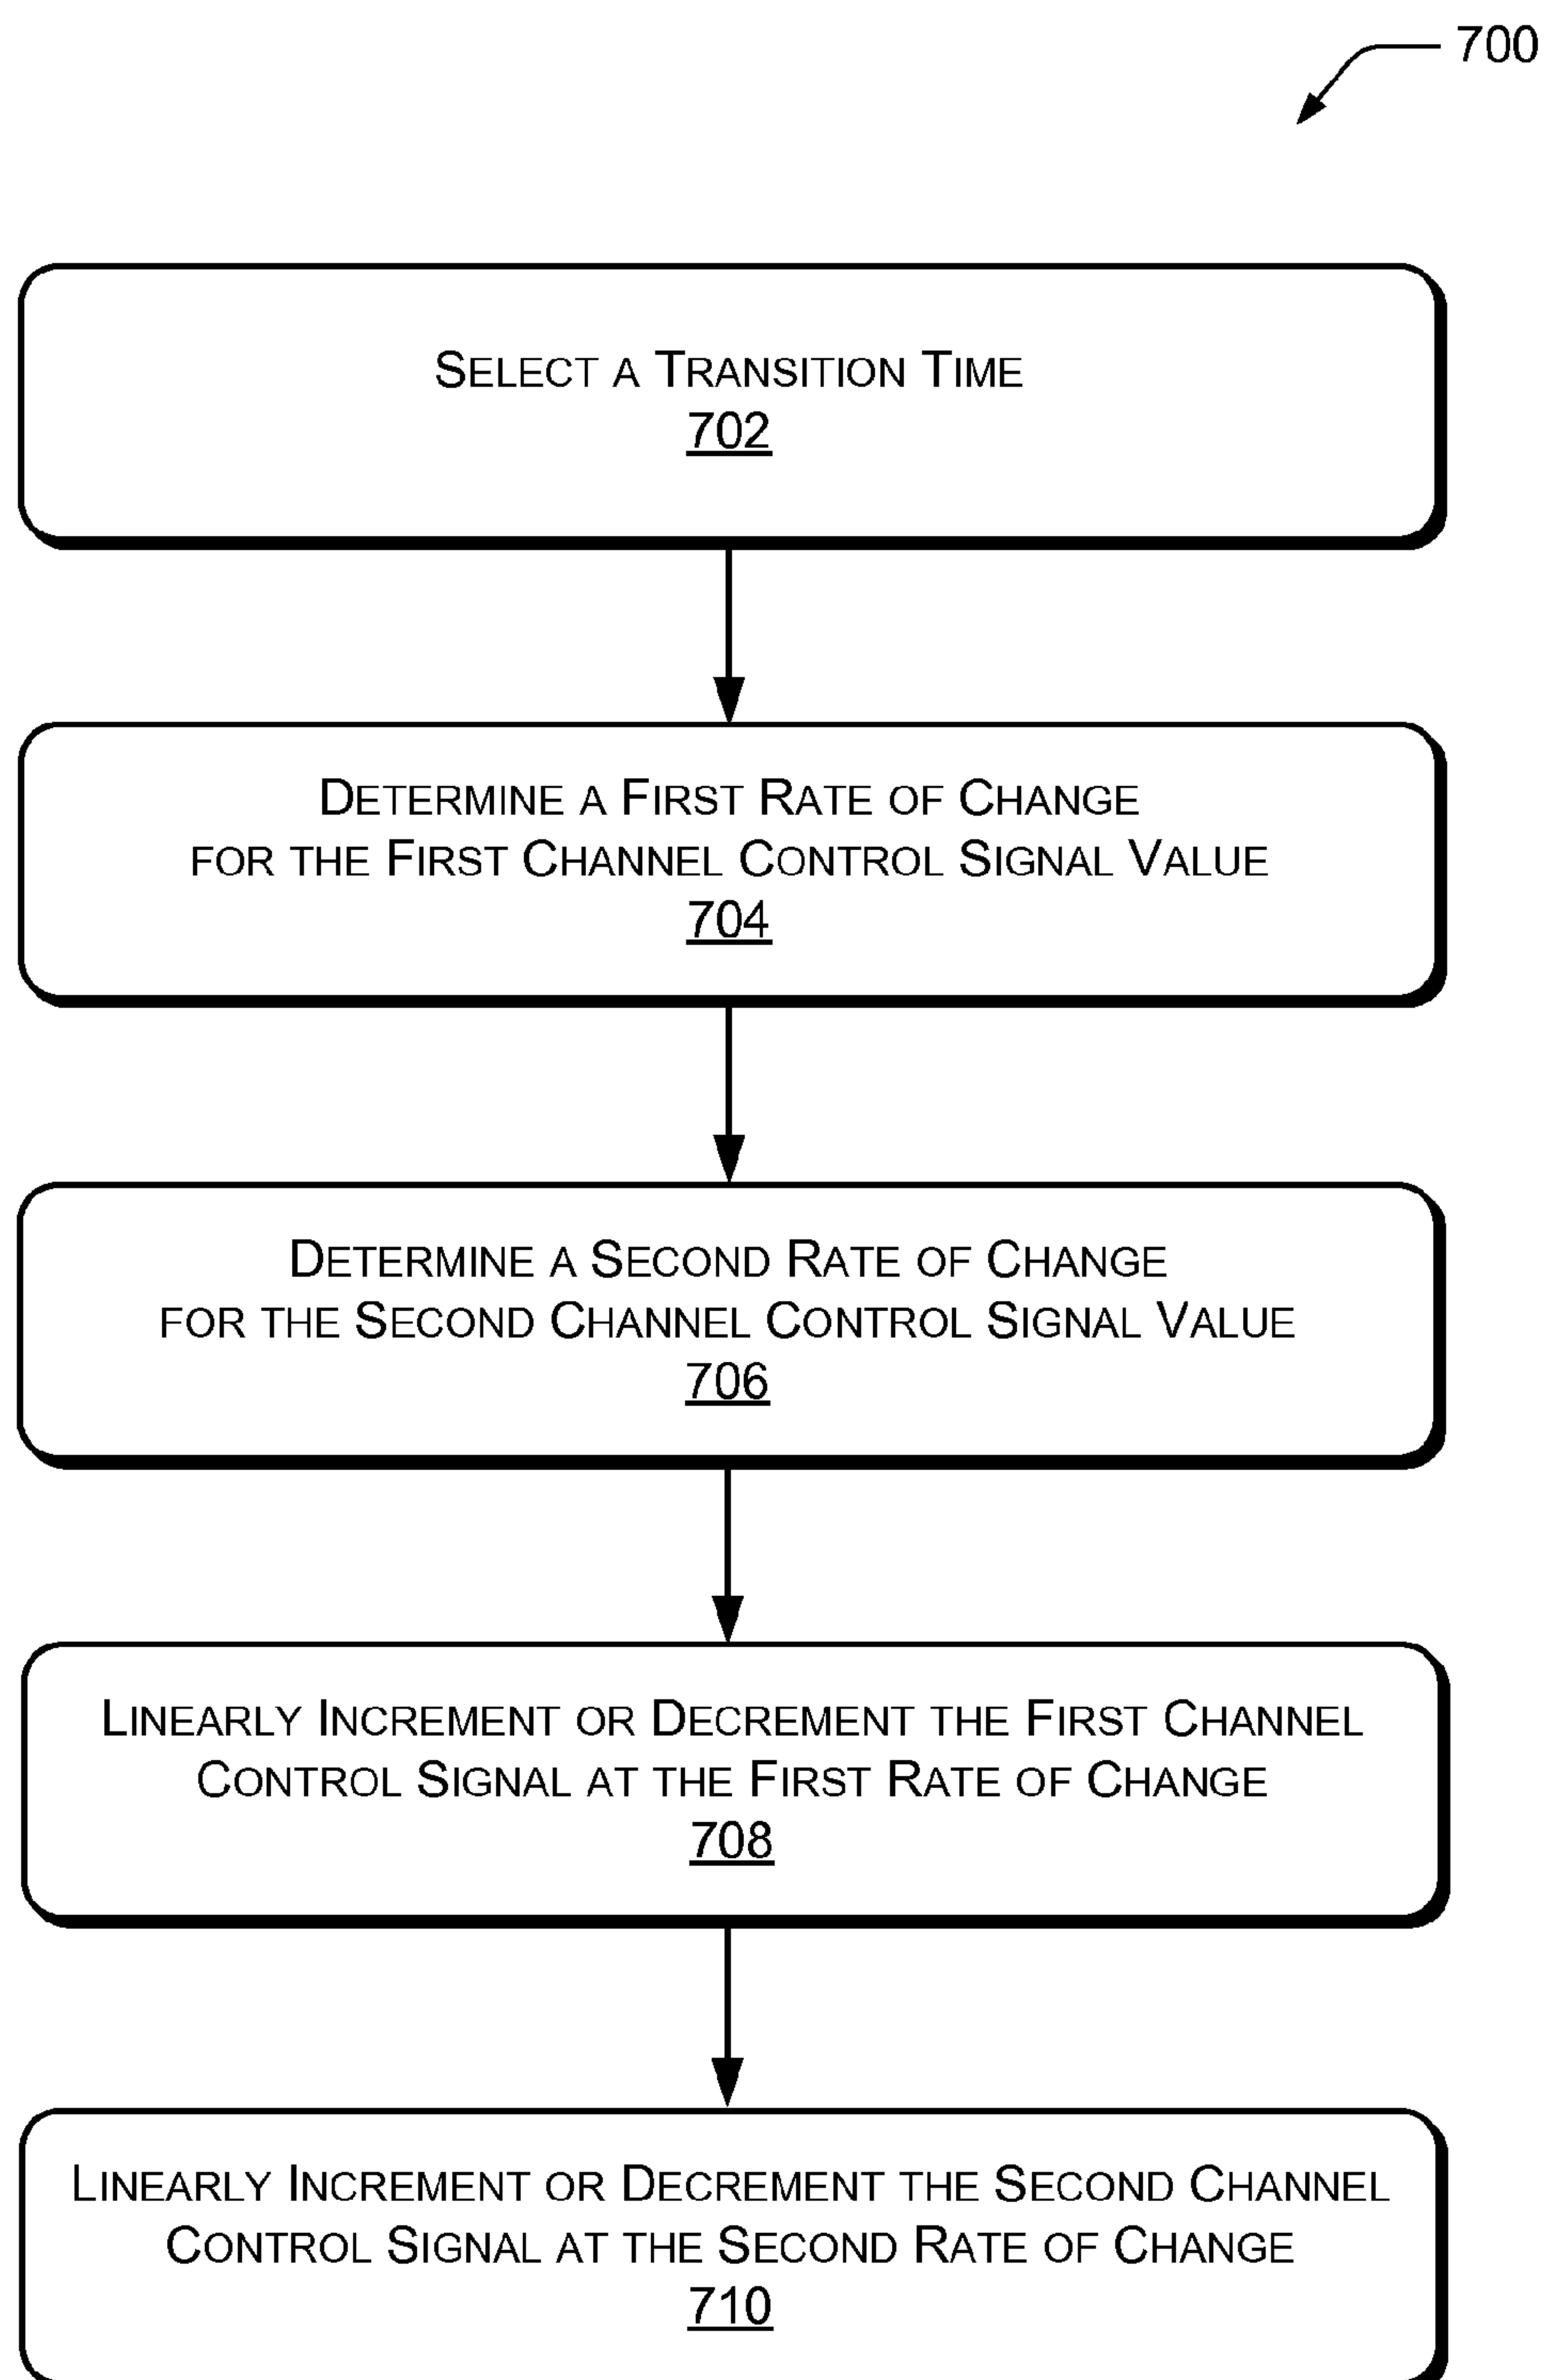 700
SELECT A TRANSITION TIME
702
DETERMINE A FIRST RATE OF CHANGE
FOR THE FIRST CHANNEL CONTROL SIGNAL VALUE
704
DETERMINE A SECOND RATE OF CHANGE
FOR THE SECOND CHANNEL CONTROL SIGNAL VALUE
706
LINEARLY INCREMENT OR DECREMENT THE FIRST CHANNEL
CONTROL SIGNAL AT THE FIRST RATE OF CHANGE
708
LINEARLY INCREMENT OR DECREMENT THE SECOND CHANNEL
CONTROL SIGNAL AT THE SECOND RATE OF CHANGE
710